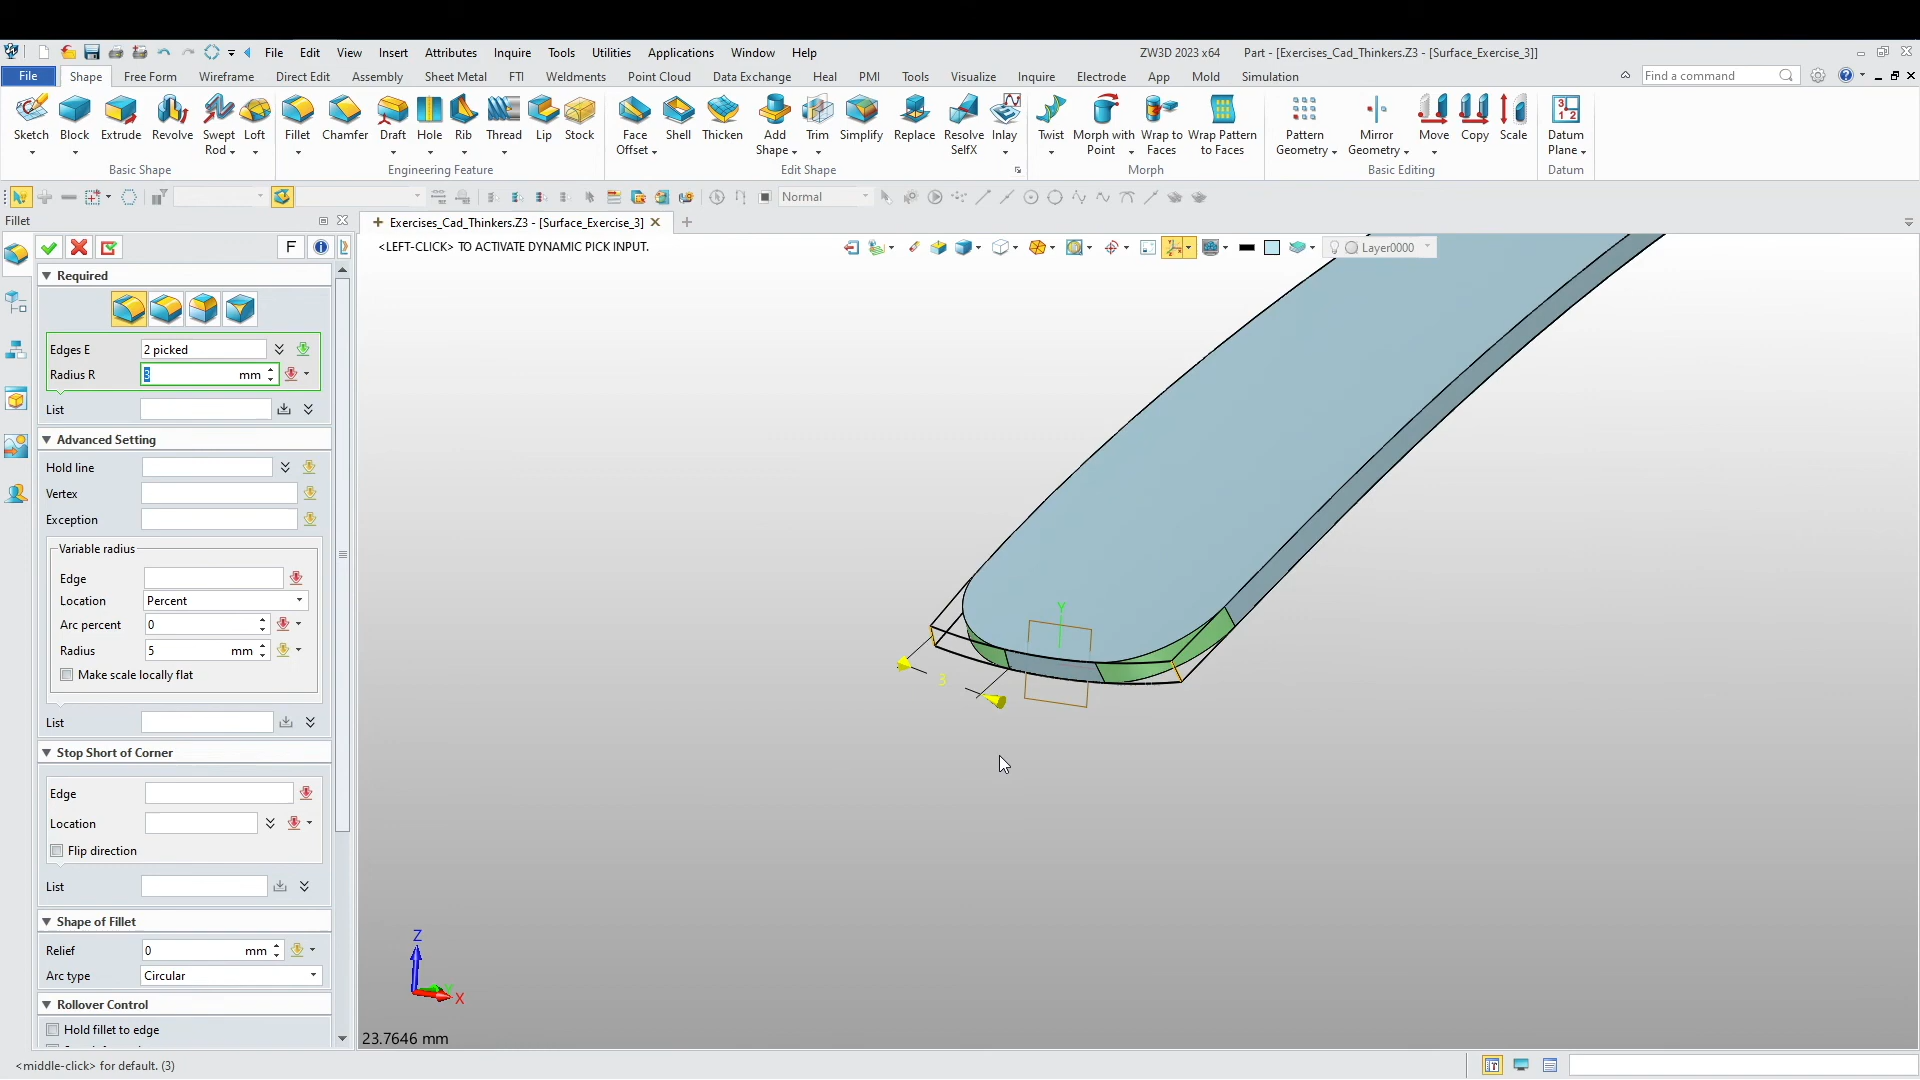 File Edit View Insert Attributes Inquire Tools Utilities Applications Window Help
ZW3D 2023 x64 Part - [Exercises_Cad_Thinkers.Z3 - [Surface_Exercise_3]]
File Shape Free Form Wireframe Direct Edit Assembly Sheet Metal FTI Weldments Point Cloud Data Exchange Heal PMI Tools Visualize Inquire Electrode App Mold Simulation
Find a command
Sketch Block Extrude Revolve Swept Rod Loft
Fillet Chamfer Draft Hole Rib Thread Lip Stock
Face Offset Shell Thicken Add Shape Trim Simplify Replace Resolve SelfX Inlay
Twist Morph with Point Wrap to Faces Wrap Pattern to Faces
Pattern Geometry Mirror Geometry Move Copy Scale
Datum Plane
Basic Shape Engineering Feature Edit Shape Morph Basic Editing Datum
Normal
Fillet
Exercises_Cad_Thinkers.Z3 - [Surface_Exercise_3]
<LEFT-CLICK> TO ACTIVATE DYNAMIC PICK INPUT.
Layer0000
F
Required
Edges E 2 picked
Radius R 3 mm
List
Advanced Setting
Hold line
Vertex
Exception
Variable radius
Edge
Location Percent
Arc percent 0
Radius 5 mm
Make scale locally flat
List
Stop Short of Corner
Edge
Location
Flip direction
List
Shape of Fillet
Relief 0 mm
Arc type Circular
Rollover Control
Hold fillet to edge
Y
3
Z
Y
X
23.7646 mm
<middle-click> for default. (3)